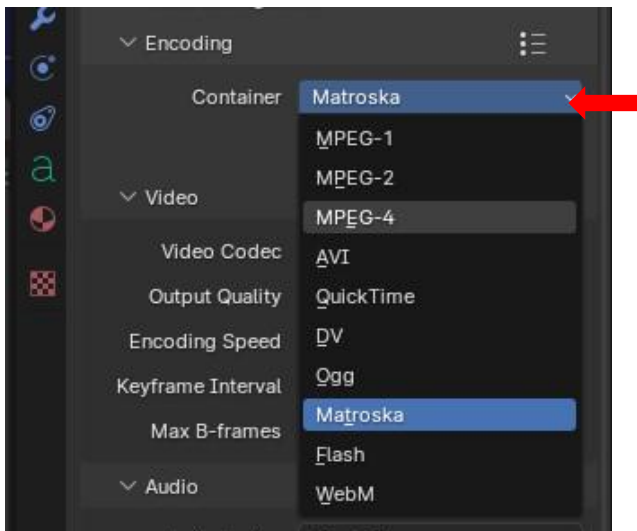 Encoding
Container Matroska
MPEG-1
MPEG-2
Video
MPEG-4
Video Codec AVI
Output Quality QuickTime
Encoding Speed DV
Keyframe Interval Ogg
Max B-frames Matroska
Flash
Audio
WebM